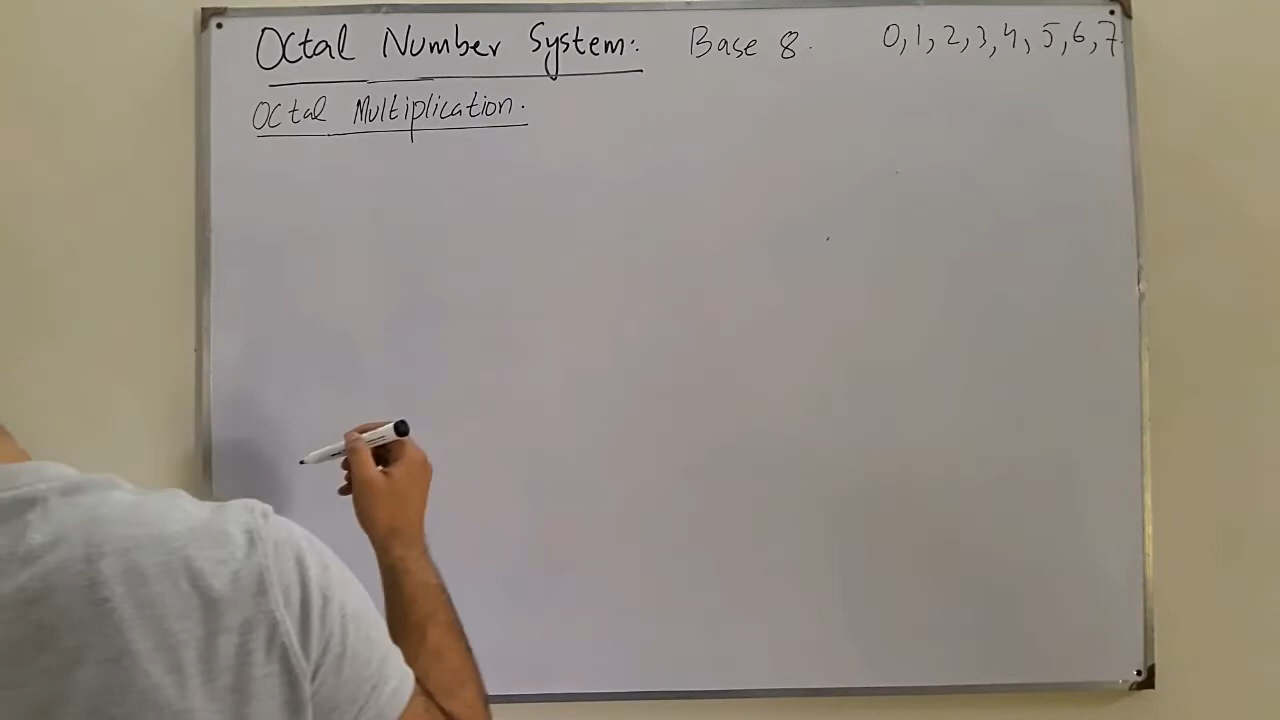 Octal Number System:. Base 8. 0, 1, 2, 3, 4, 5, 6, 7.
Octal Multiplication.